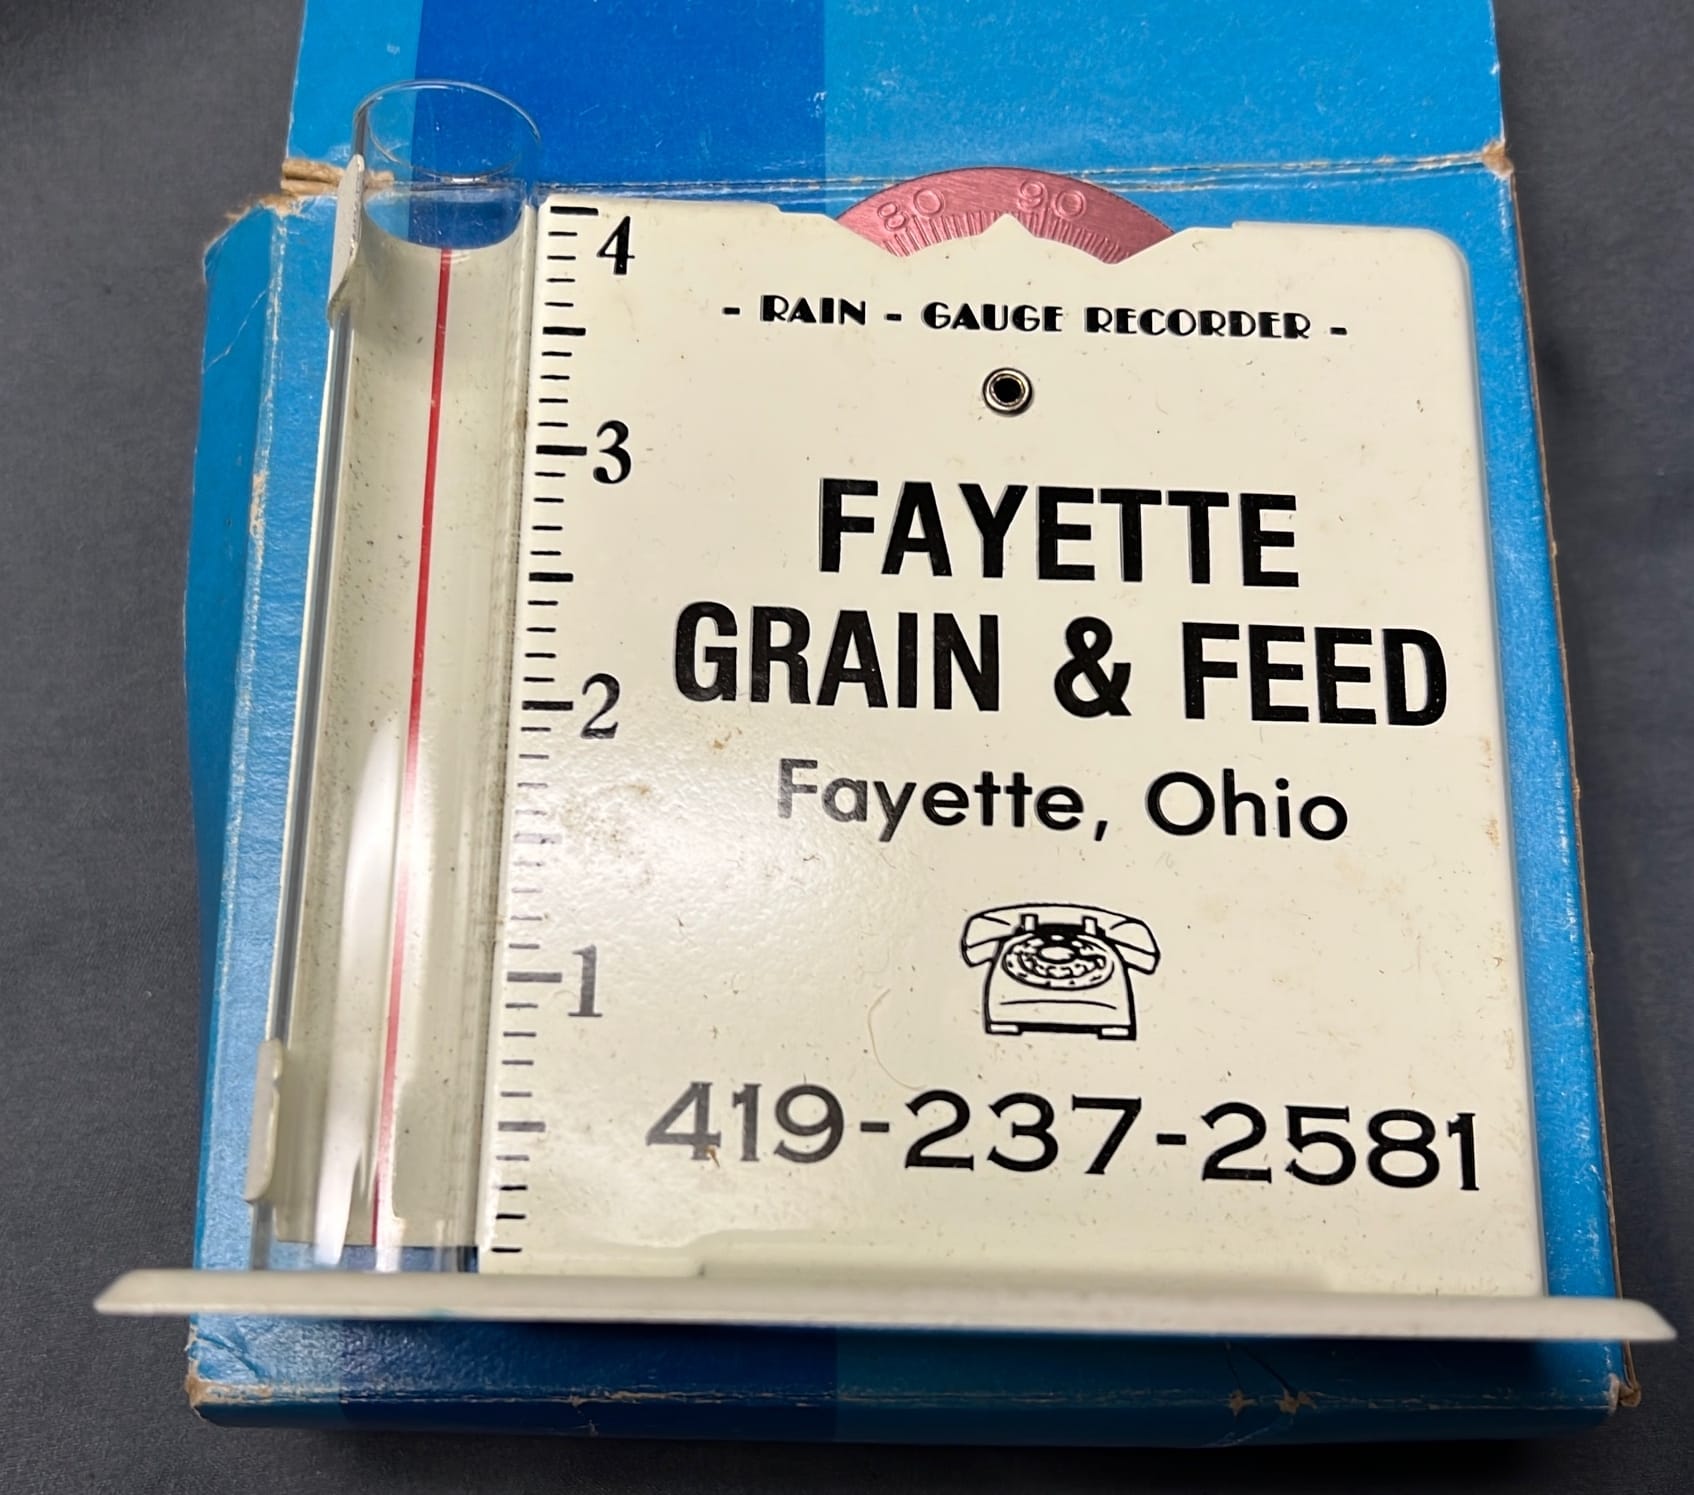 80 90
4
- RAIN - GAUGE RECORDER -
3
FAYETTE
GRAIN & FEED
2
Fayette, Ohio
1
419-237-2581